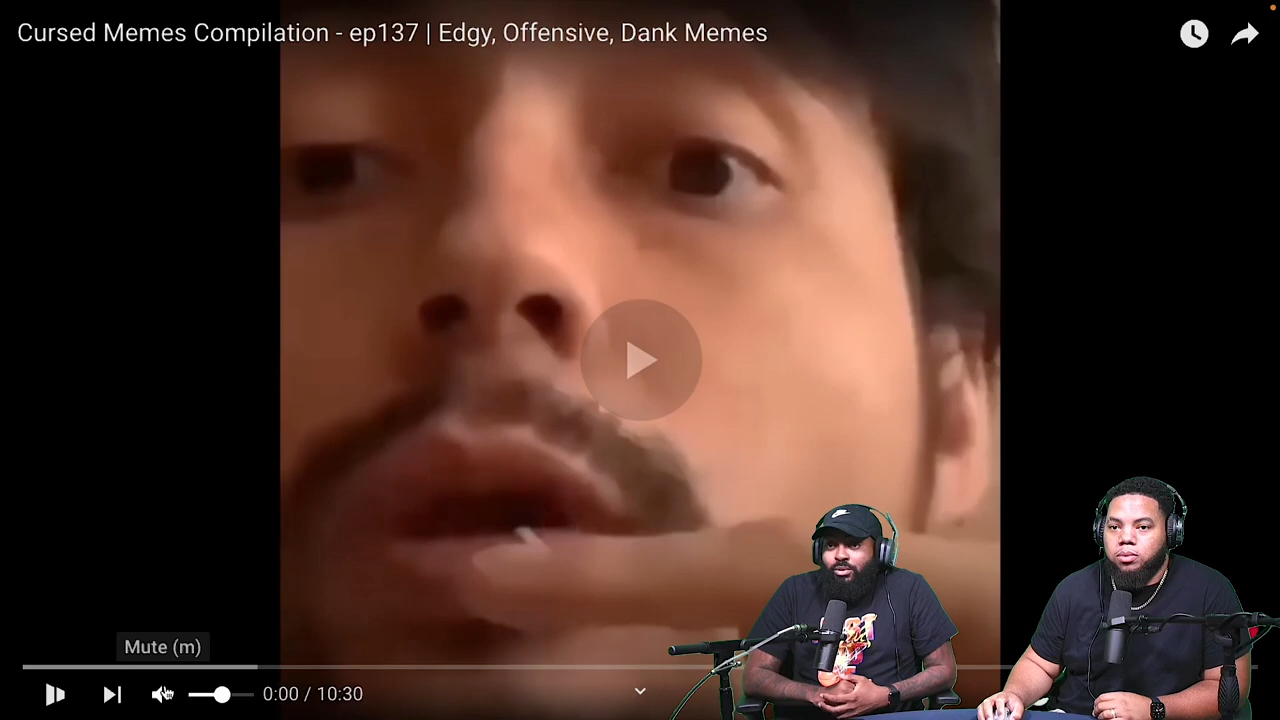 Cursed Memes Compilation - ep137 | Edgy, Offensive, Dank Memes
Mute (m)
0:00 / 10:30